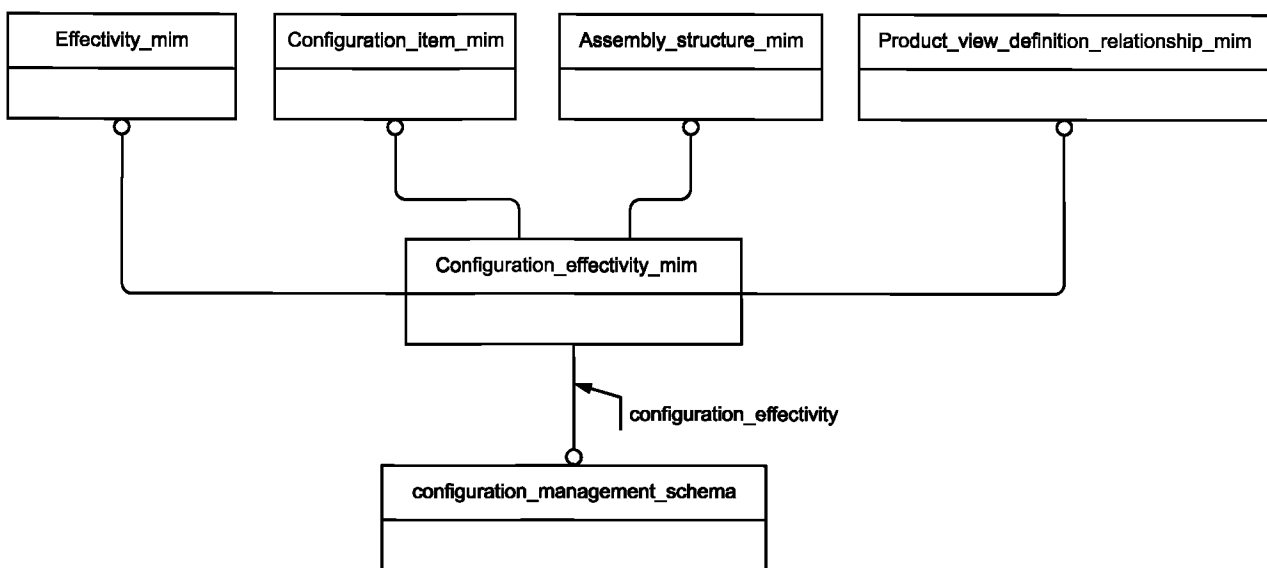 Effectivity_mim
Configuration_item_mim
Assembly_structure_mim
Product_view_definition_relationship_mim
Configuration_effectivity_mim
configuration_effectivity
configuration_management_schema